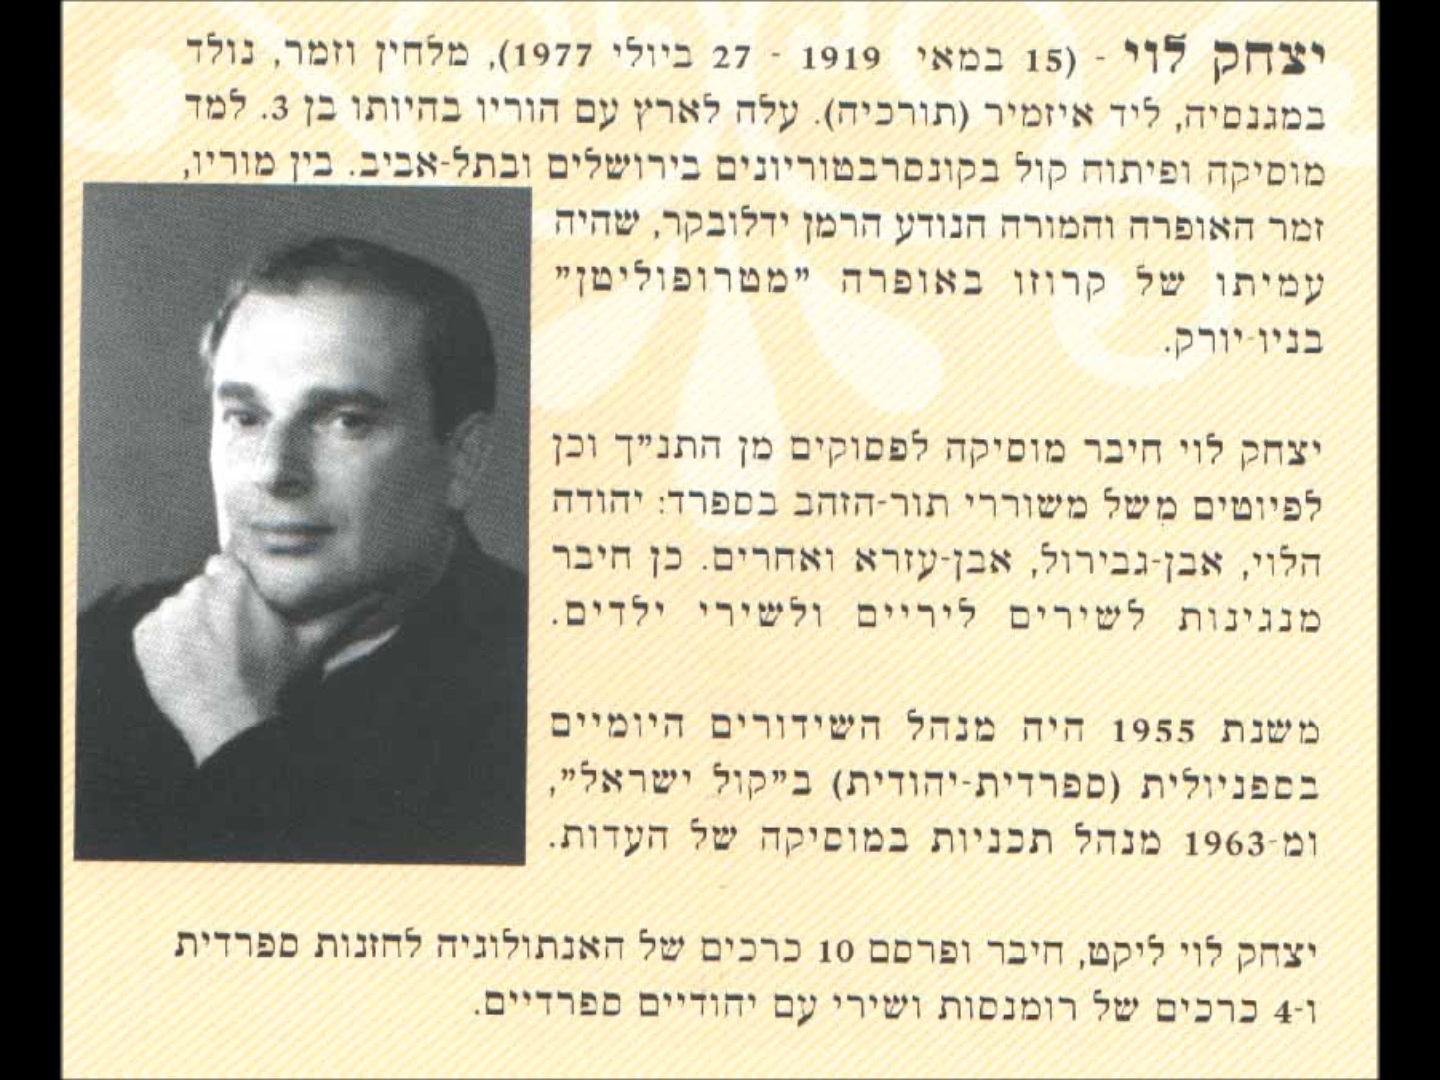 יצחק לוי - (15 במאי 1919 - 27 ביולי 1977), מלחין וזמר, נולד
במגנסיה, ליד איזמיר (תורכיה). עלה לארץ עם הוריו בהיותו בן 3. למד
מוסיקה ופיתוח קול בקונסרבטוריונים בירושלים ובתל-אביב. בין מוריו,
זמר האופרה והמורה הנודע הרמן ידלובקר, שהיה
עמיתו של קרוזו באופרה "מטרופוליטן"
בניו-יורק.
יצחק לוי חיבר מוסיקה לפסוקים מן התנ"ך וכן
לפיוטים משל משוררי תור-הזהב בספרד: יהודה
הלוי, אבן-גבירול, אבן-עזרא ואחרים. כן חיבר
מנגינות לשירים ליריים ולשירי ילדים.
משנת 1955 היה מנהל השידורים היומיים
בספניולית (ספרדית-יהודית) ב"קול ישראל",
ומ-1963 מנהל תכניות במוסיקה של העדות.
יצחק לוי ליקט, חיבר ופרסם 10 כרכים של האנתולוגיה לחזנות ספרדית
ו-4 כרכים של רומנסות ושירי עם יהודיים ספרדיים.